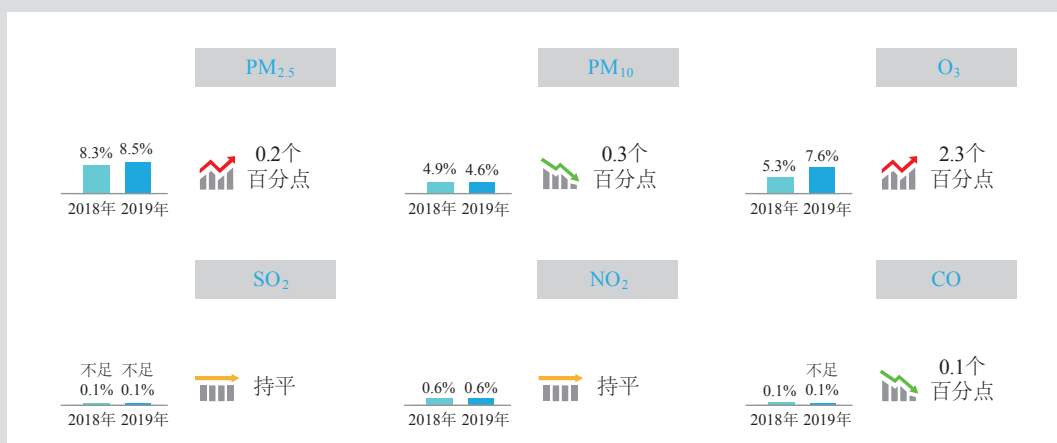 PM2.5
8.3% 8.5%
0.2个
百分点
2018年 2019年
PM10
4.9% 4.6%
0.3个
百分点
2018年 2019年
O3
5.3% 7.6%
2.3个
百分点
2018年 2019年
SO2
不足 不足
0.1% 0.1%
持平
2018年 2019年
NO2
0.6% 0.6%
持平
2018年 2019年
CO
不足
0.1% 0.1%
0.1个
百分点
2018年 2019年